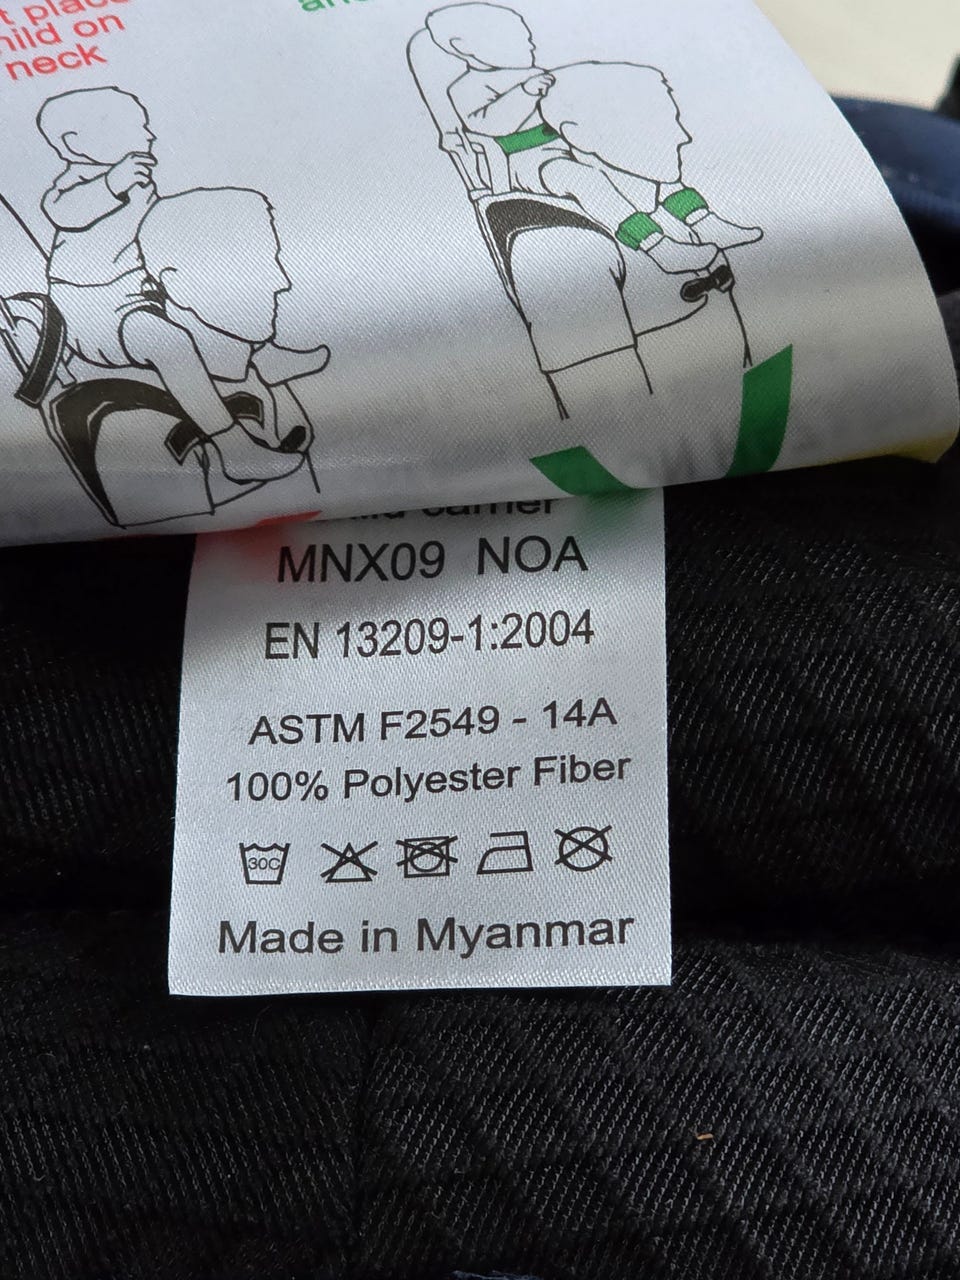 hild on
neck
carrier
MNX09 NOA
EN 13209-1:2004
ASTM F2549 - 14A
100% Polyester Fiber
30C
Made in Myanmar